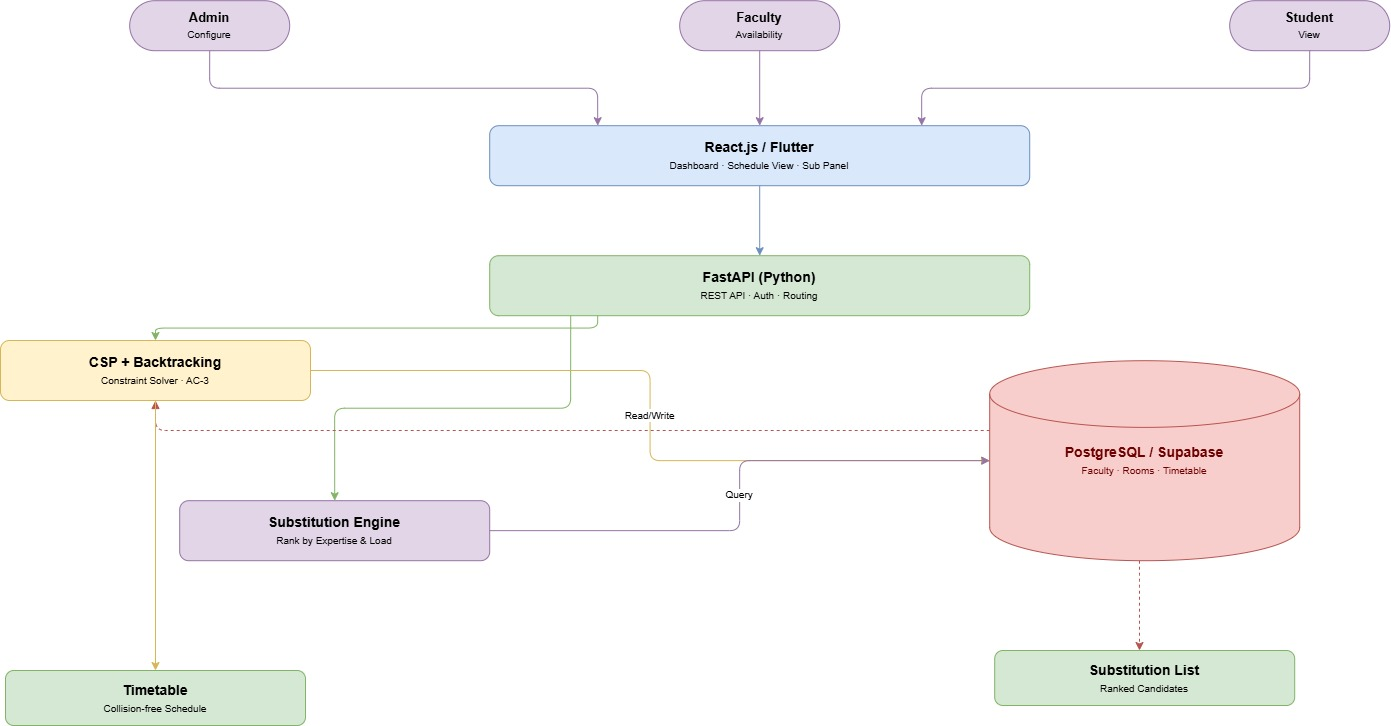 Admin
Configure
Faculty
Availability
Student
View
React.js / Flutter
Dashboard · Schedule View · Sub Panel
FastAPI (Python)
REST API · Auth · Routing
CSP + Backtracking
Constraint Solver · AC-3
Read/Write
PostgreSQL / Supabase
Faculty · Rooms · Timetable
Query
Substitution Engine
Rank by Expertise & Load
Timetable
Collision-free Schedule
Substitution List
Ranked Candidates